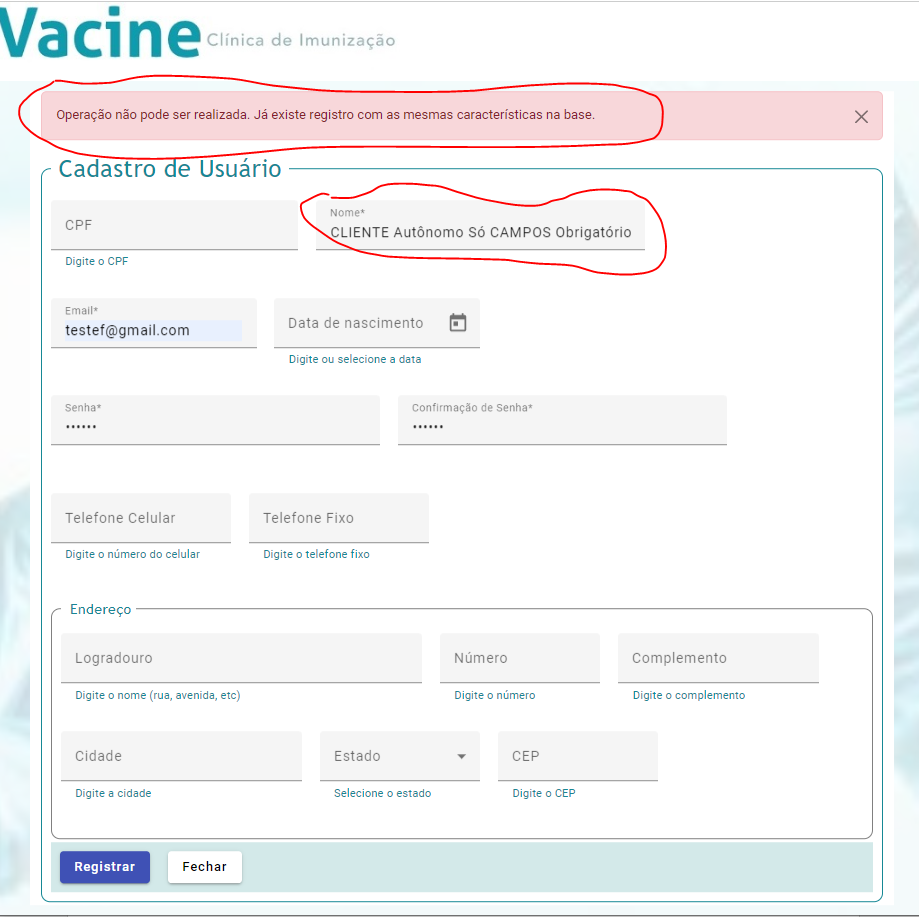 Vacine Clínica de Imunização
Operação não pode ser realizada. Já existe registro com as mesmas características na base.
Cadastro de Usuário
CPF
Digite o CPF
Nome*
CLIENTE Autônomo Só CAMPOS Obrigatório
Email*
testef@gmail.com
Data de nascimento
Digite ou selecione a data
Senha*
••••••
Confirmação de Senha*
••••••
Telefone Celular
Digite o número do celular
Telefone Fixo
Digite o telefone fixo
Endereço
Logradouro
Digite o nome (rua, avenida, etc)
Número
Digite o número
Complemento
Digite o complemento
Cidade
Digite a cidade
Estado
Selecione o estado
CEP
Digite o CEP
Registrar
Fechar